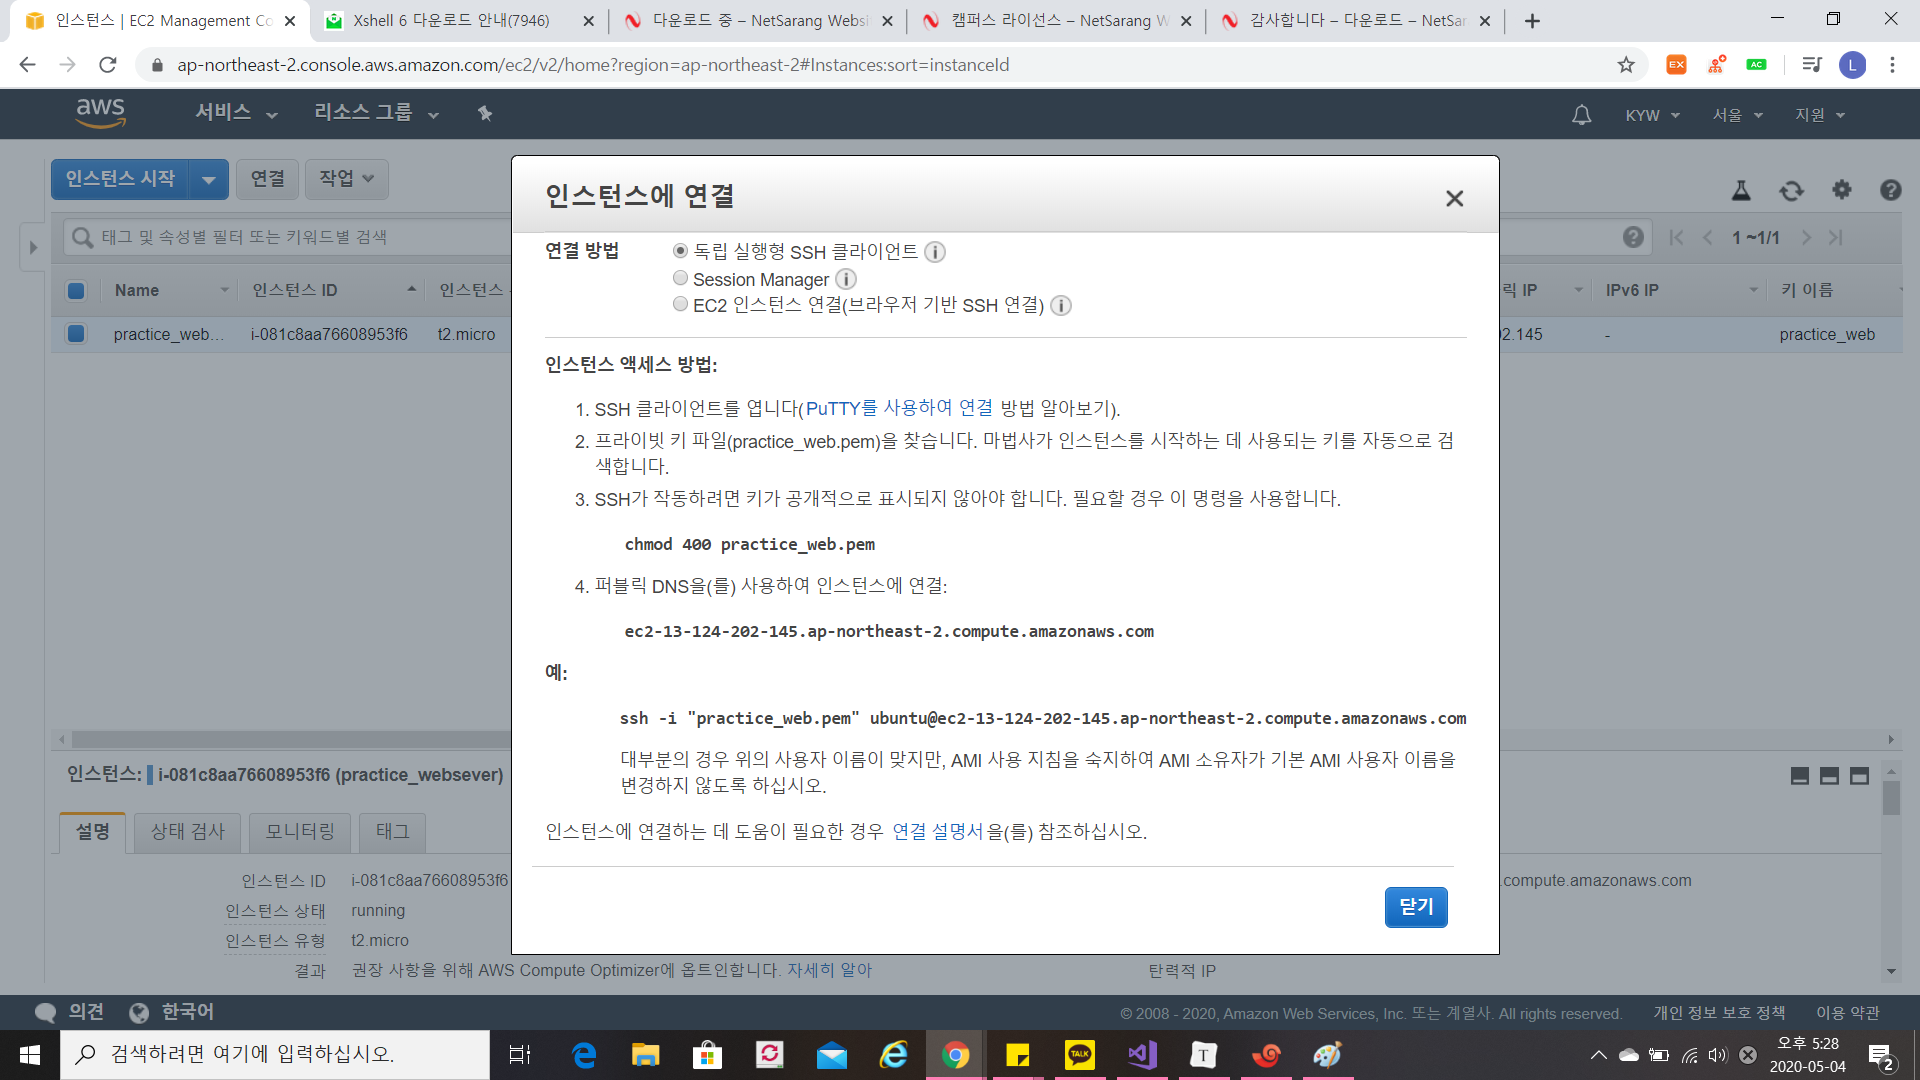 인스턴스 | EC2 Management Co
Xshell 6 다운로드 안내(7946)
다운로드 중 – NetSarang Websi
캠퍼스 라이선스 – NetSarang W
감사합니다 – 다운로드 – NetSar
ap-northeast-2.console.aws.amazon.com/ec2/v2/home?region=ap-northeast-2#Instances:sort=instanceId
EX
AC
L
aws
서비스
리소스 그룹
KYW
서울
지원
인스턴스 시작
연결
작업
태그 및 속성별 필터 또는 키워드별 검색
1 ~1/1
Name
인스턴스 ID
인스턴스
릭 IP
IPv6 IP
키 이름
practice_web...
i-081c8aa76608953f6
t2.micro
2.145
-
practice_web
인스턴스에 연결
연결 방법
독립 실행형 SSH 클라이언트
Session Manager
EC2 인스턴스 연결(브라우저 기반 SSH 연결)
인스턴스 액세스 방법:
1. SSH 클라이언트를 엽니다(PuTTY를 사용하여 연결 방법 알아보기).
2. 프라이빗 키 파일(practice_web.pem)을 찾습니다. 마법사가 인스턴스를 시작하는 데 사용되는 키를 자동으로 검
색합니다.
3. SSH가 작동하려면 키가 공개적으로 표시되지 않아야 합니다. 필요할 경우 이 명령을 사용합니다.
chmod 400 practice_web.pem
4. 퍼블릭 DNS을(를) 사용하여 인스턴스에 연결:
ec2-13-124-202-145.ap-northeast-2.compute.amazonaws.com
예:
ssh -i "practice_web.pem" ubuntu@ec2-13-124-202-145.ap-northeast-2.compute.amazonaws.com
대부분의 경우 위의 사용자 이름이 맞지만, AMI 사용 지침을 숙지하여 AMI 소유자가 기본 AMI 사용자 이름을
변경하지 않도록 하십시오.
인스턴스에 연결하는 데 도움이 필요한 경우 연결 설명서을(를) 참조하십시오.
닫기
인스턴스: i-081c8aa76608953f6 (practice_websever)
설명
상태 검사
모니터링
태그
인스턴스 ID
i-081c8aa76608953f6
.compute.amazonaws.com
인스턴스 상태
running
인스턴스 유형
t2.micro
결과
권장 사항을 위해 AWS Compute Optimizer에 옵트인합니다. 자세히 알아
탄력적 IP
의견
한국어
© 2008 - 2020, Amazon Web Services, Inc. 또는 계열사. All rights reserved.
개인 정보 보호 정책
이용 약관
검색하려면 여기에 입력하십시오.
TALK
T
오후 5:28
2020-05-04
2